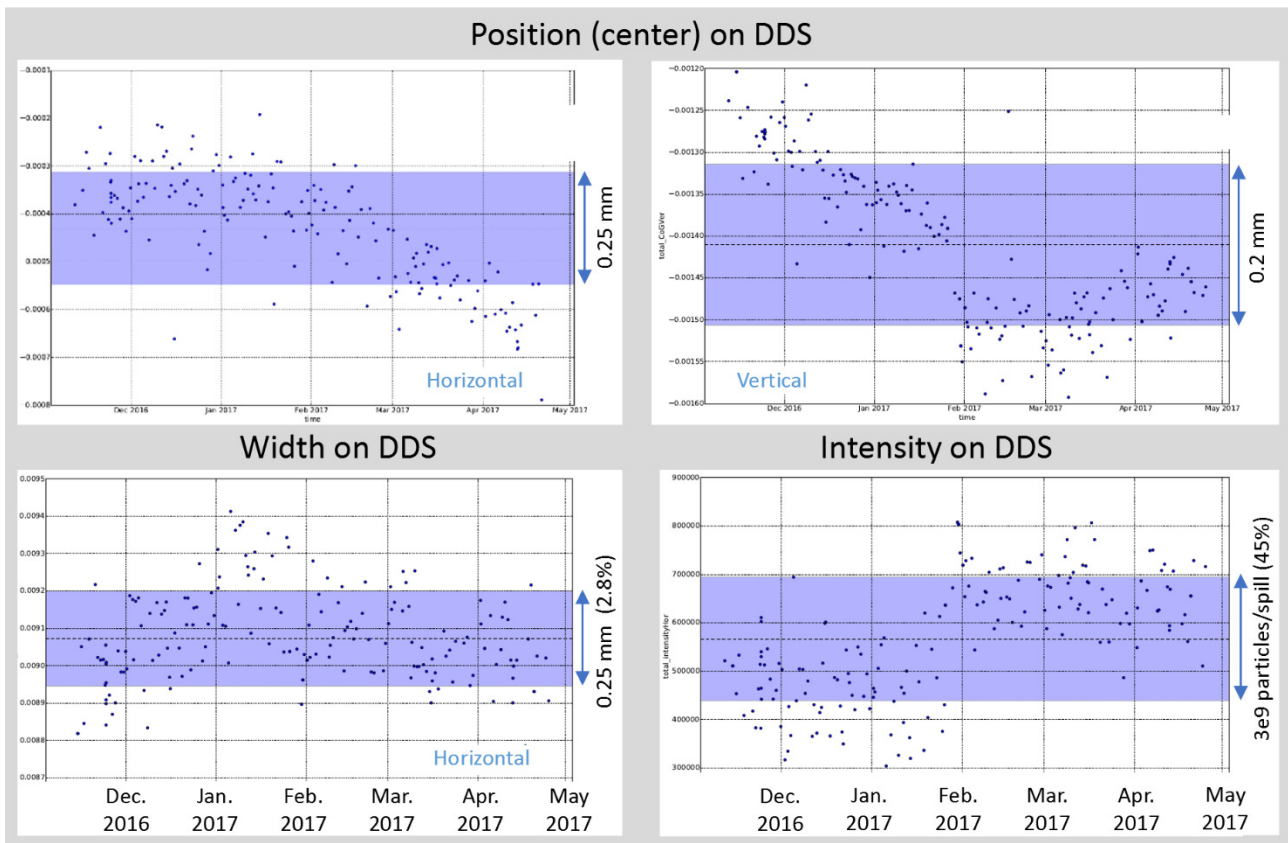 Position (center) on DDS
−0.0001
−0.0002
−0.0003
−0.0004
−0.0005
−0.0006
−0.0007
0.0008
Dec 2016
Jan 2017
Feb 2017
Mar 2017
Apr 2017
May 2017
time
Horizontal
0.25 mm
−0.00120
−0.00125
−0.00130
−0.00135
−0.00140
−0.00145
−0.00150
−0.00155
−0.00160
total_CoGVer
Dec 2016
Jan 2017
Feb 2017
Mar 2017
Apr 2017
May 2017
time
Vertical
0.2 mm
Width on DDS
0.0095
0.0094
0.0093
0.0092
0.0091
0.0090
0.0089
0.0088
0.0087
Horizontal
0.25 mm (2.8%)
Dec. Jan. Feb. Mar. Apr. May
2016 2017 2017 2017 2017 2017
Intensity on DDS
900000
800000
700000
600000
500000
400000
300000
total_intensityHor
3e9 particles/spill (45%)
Dec. Jan. Feb. Mar. Apr. May
2016 2017 2017 2017 2017 2017